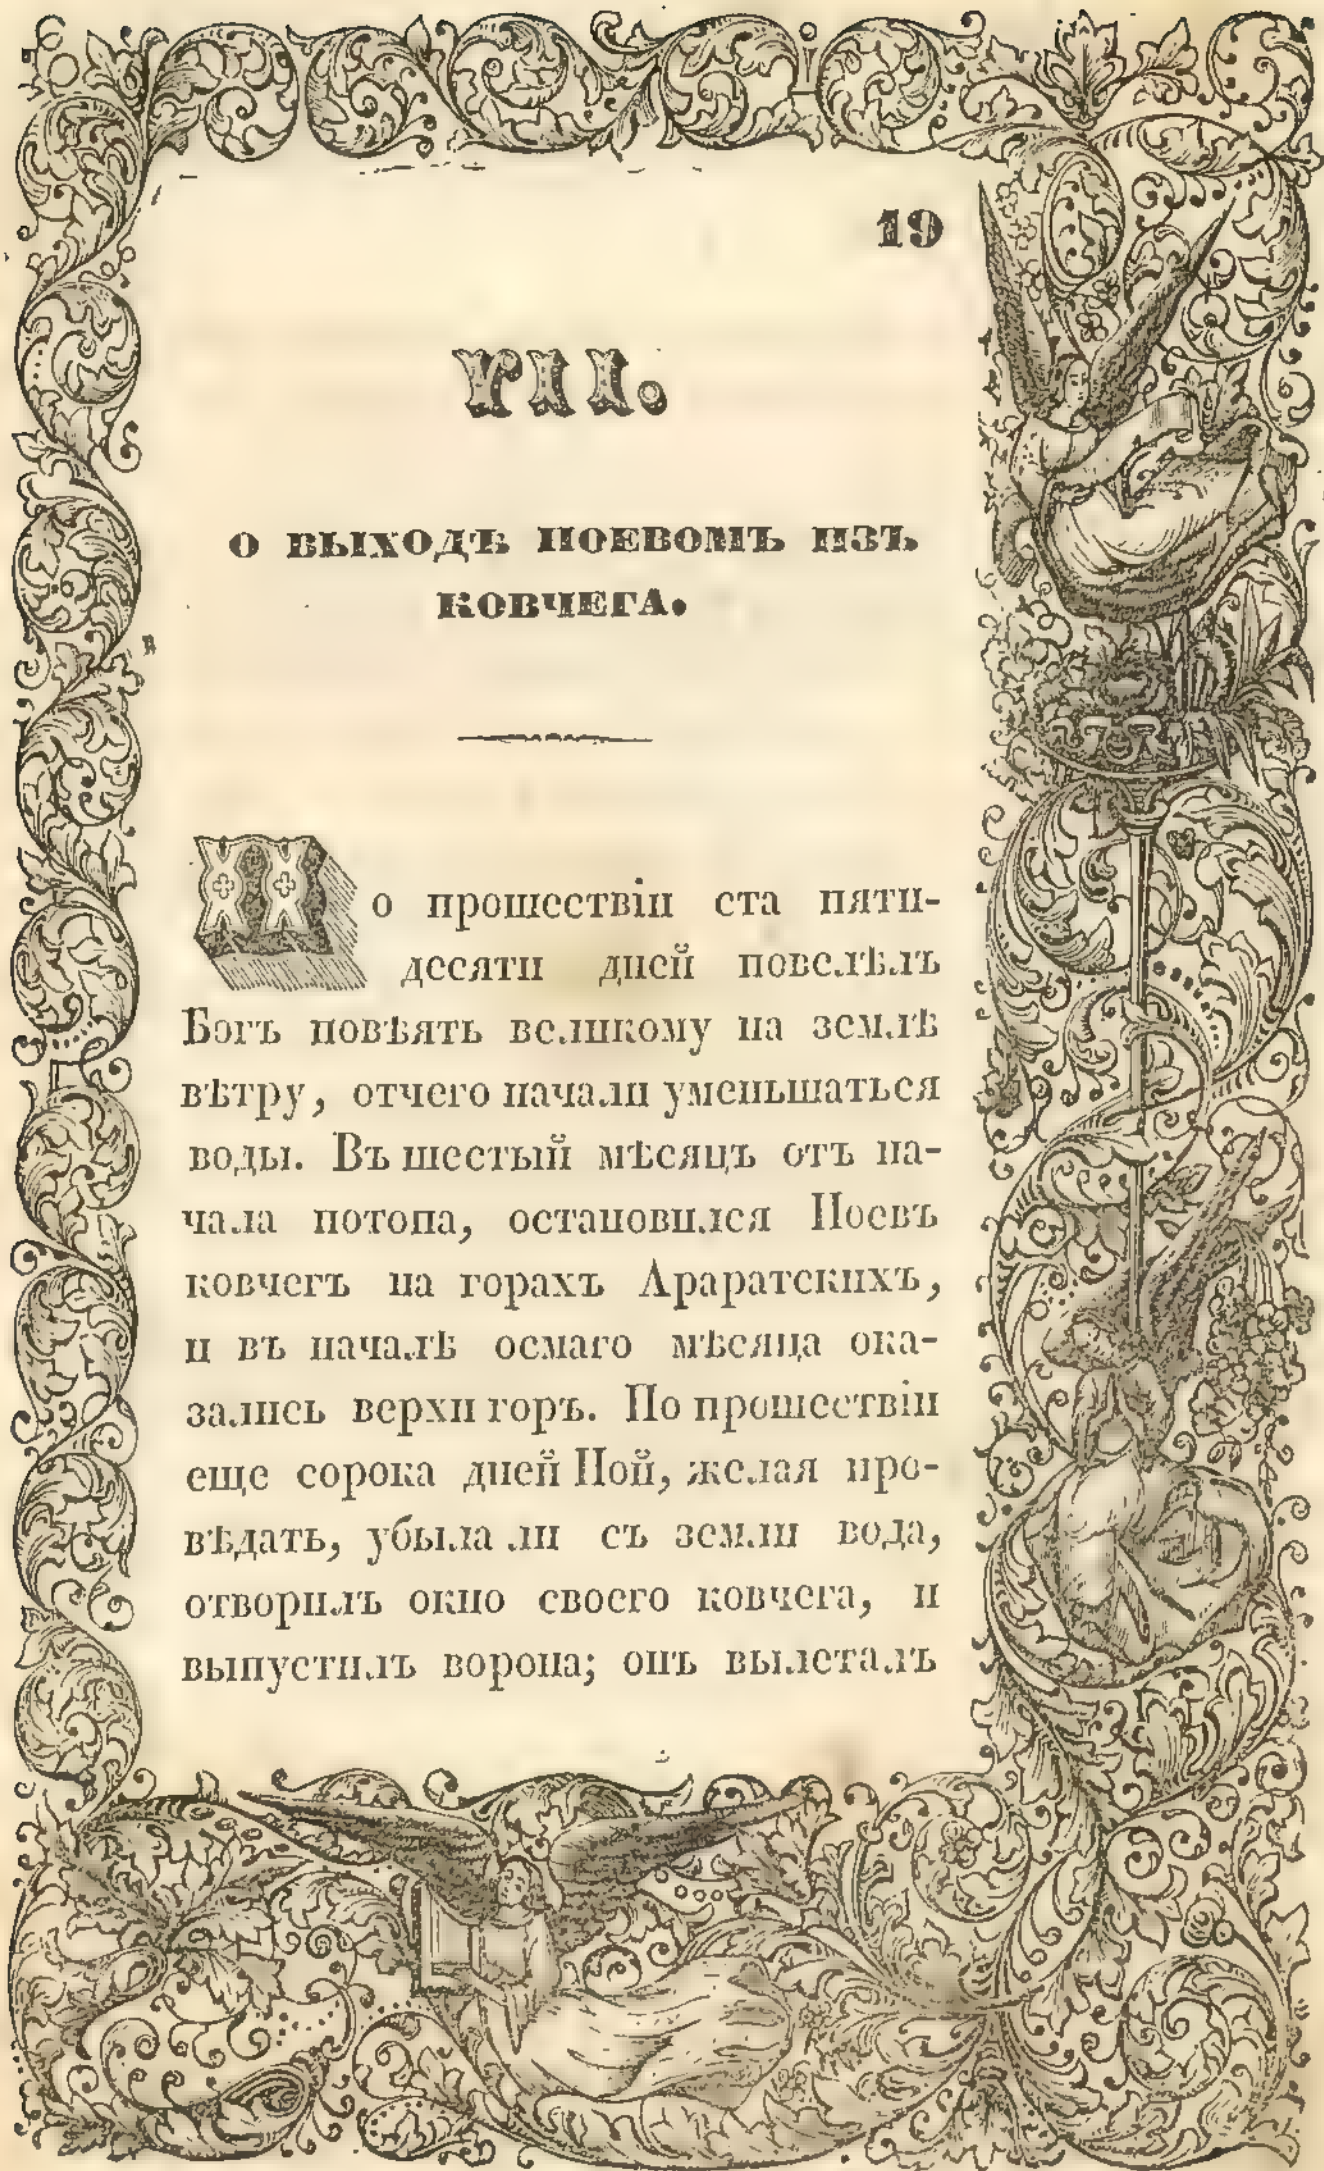 19
VII.
О ВЫХОДѢ НОЕВОМЪ ИЗЪ
КОВЧЕГА.
По прошествіи ста пяти-
десяти дней повелѣлъ
Богъ повѣять великому на землѣ
вѣтру, отчего начали уменьшаться
воды. Въ шестый мѣсяцъ отъ на-
чала потопа, остановился Ноевъ
ковчегъ на горахъ Араратскихъ,
и въ началѣ осмаго мѣсяца ока-
зались верхи горъ. По прошествіи
еще сорока дней Ной, желая про-
вѣдать, убыла ли съ земли вода,
отворилъ окно своего ковчега, и
выпустилъ ворона; онъ вылеталъ